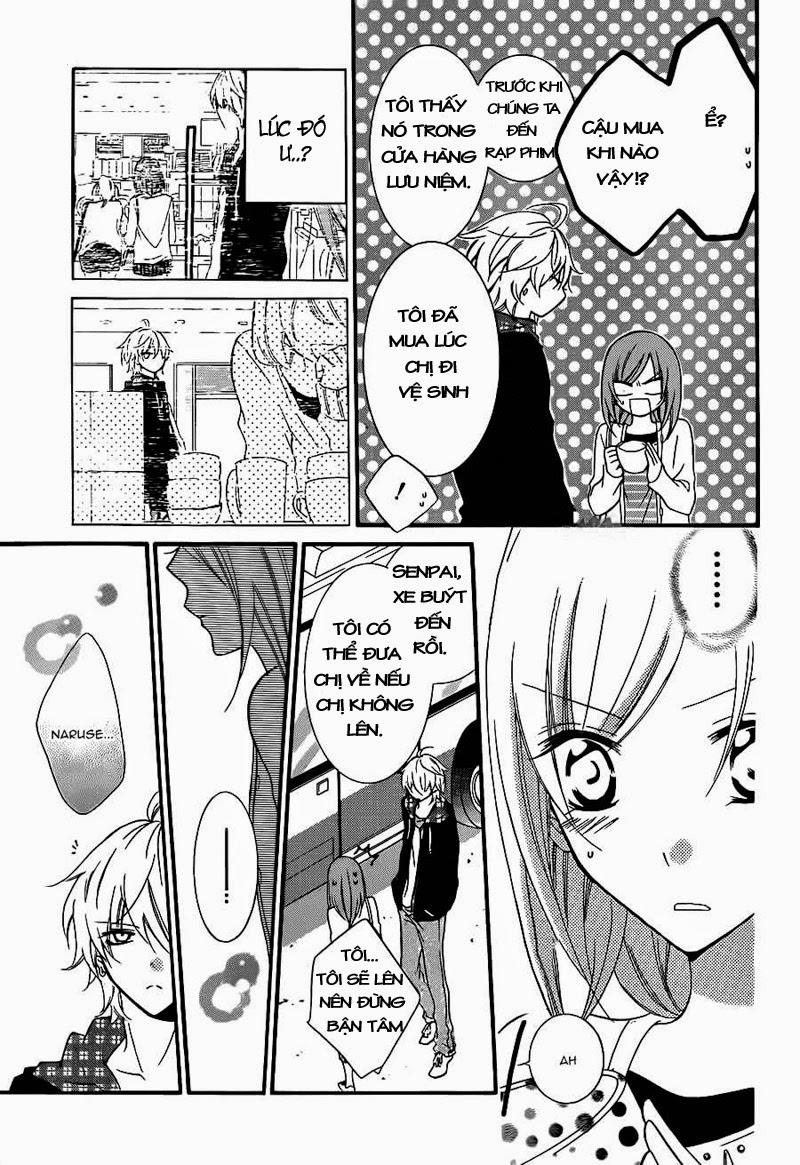 Ể?
CẬU MUA
KHI NÀO
VẬY!?
TRƯỚC KHI
CHÚNG TA
ĐẾN
RẠP PHIM
TÔI THẤY
NÓ TRONG
CỬA HÀNG
LƯU NIỆM.
TÔI ĐÃ
MUA LÚC
CHỊ ĐI
VỆ SINH
!
LÚC ĐÓ
Ư..?
......
AH
SENPAI,
XE BUÝT
ĐẾN
RỒI.
TÔI CÓ
THỂ ĐƯA
CHỊ VỀ NẾU
CHỊ KHÔNG
LÊN.
TÔI...
TÔI SẼ LÊN
NÊN ĐỪNG
BẬN TÂM
NARUSE...